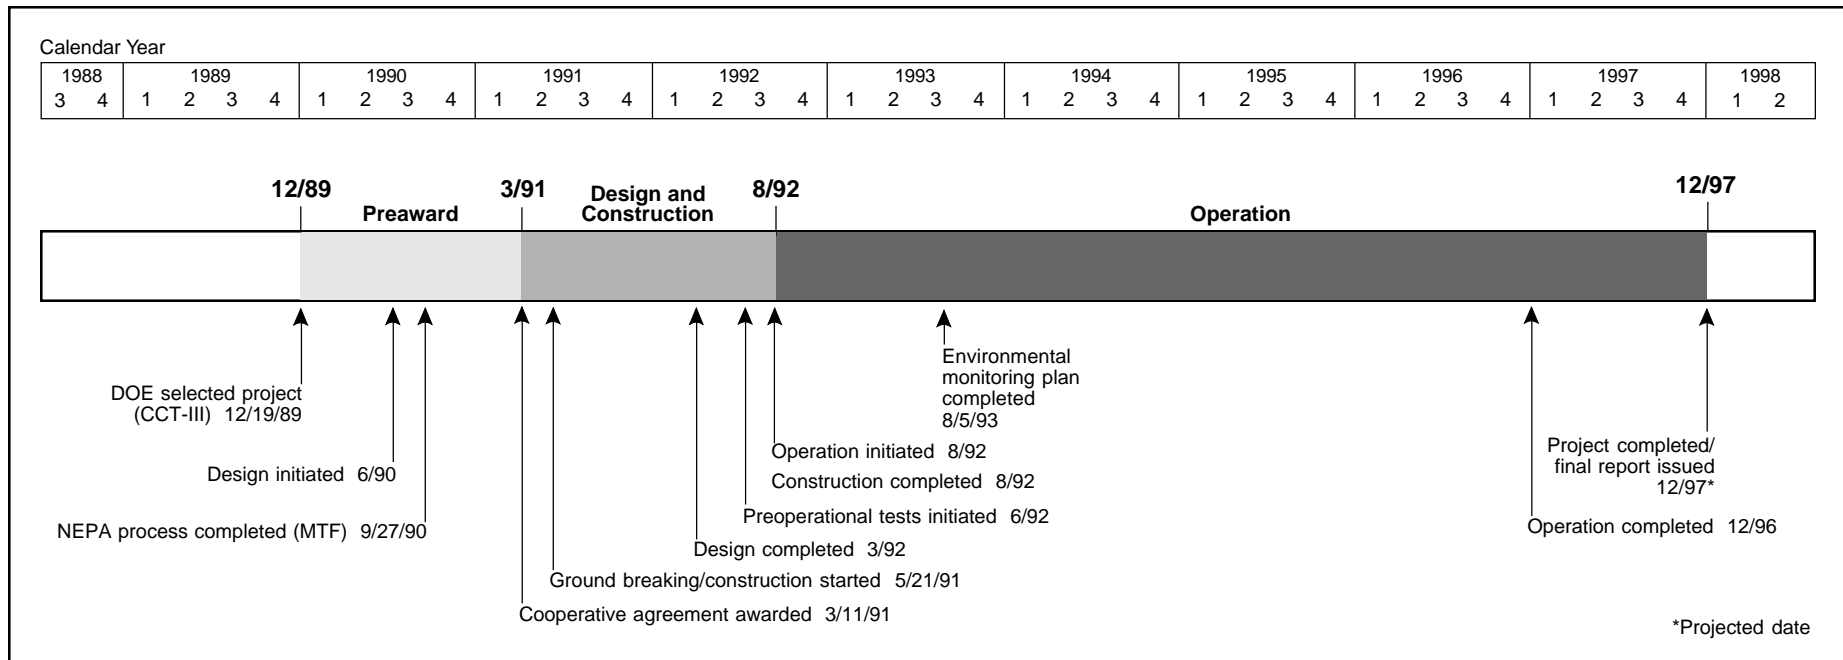 Calendar Year
1988 1989 1990 1991 1992 1993 1994 1995 1996 1997 1998
3 4 1 2 3 4 1 2 3 4 1 2 3 4 1 2 3 4 1 2 3 4 1 2 3 4 1 2 3 4 1 2 3 4 1 2 3 4 1 2
12/89 3/91 8/92 12/97
Preaward
Design and
Construction
Operation
DOE selected project
(CCT-III) 12/19/89
Design initiated 6/90
NEPA process completed (MTF) 9/27/90
Environmental
monitoring plan
completed
8/5/93
Operation initiated 8/92
Construction completed 8/92
Preoperational tests initiated 6/92
Design completed 3/92
Ground breaking/construction started 5/21/91
Cooperative agreement awarded 3/11/91
Project completed/
final report issued
12/97*
Operation completed 12/96
*Projected date